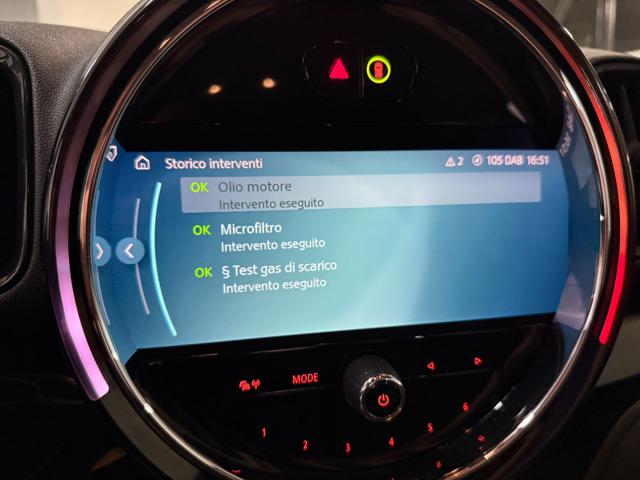 Storico interventi
2 105 DAB 16:51
OK Olio motore
Intervento eseguito
OK Microfiltro
Intervento eseguito
OK § Test gas di scarico
Intervento eseguito
MODE
1 2 3 4 5 6